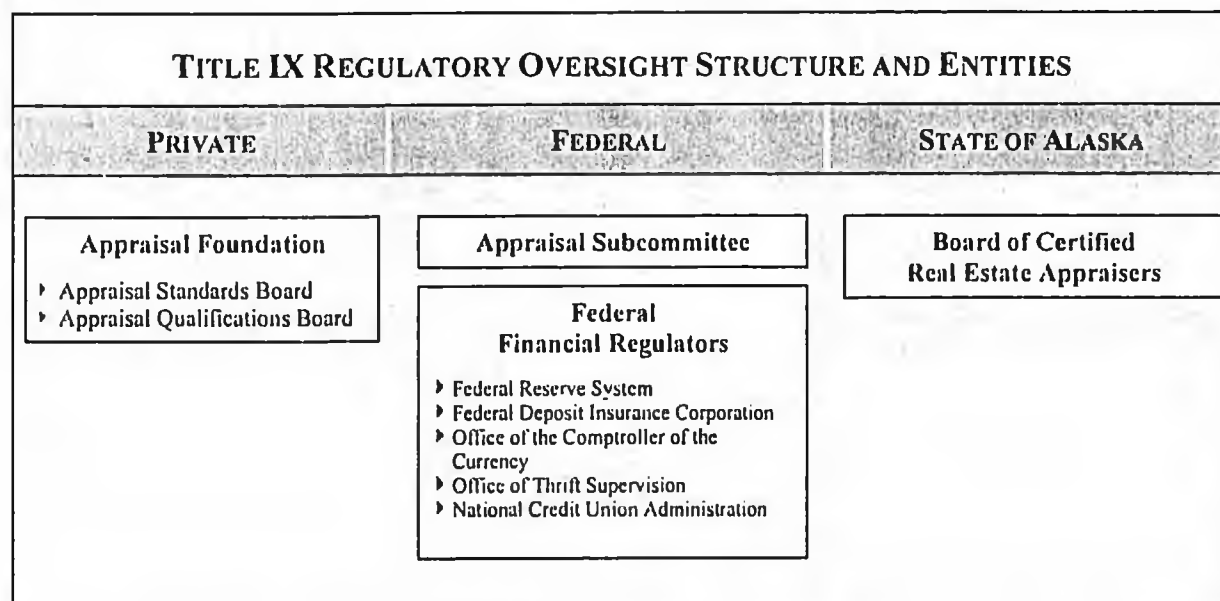 TITLE IX REGULATORY OVERSIGHT STRUCTURE AND ENTITIES
PRIVATE
FEDERAL
STATE OF ALASKA
Appraisal Foundation
Appraisal Standards Board
Appraisal Qualifications Board
Appraisal Subcommittee
Federal
Financial Regulators
Federal Reserve System
Federal Deposit Insurance Corporation
Office of the Comptroller of the
Currency
Office of Thrift Supervision
National Credit Union Administration
Board of Certified
Real Estate Appraisers